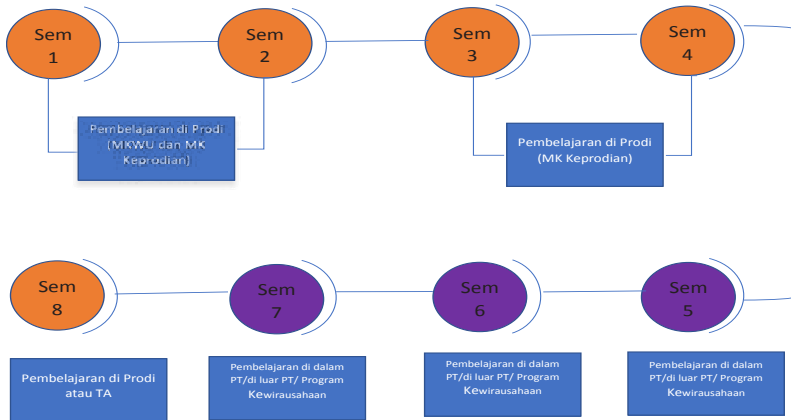 Sem
1
Sem
2
Sem
3
Sem
4
Pembelajaran di Prodi
(MKWU dan MK
Keprodian)
Pembelajaran di Prodi
(MK Keprodian)
Sem
8
Sem
7
Sem
6
Sem
5
Pembelajaran di Prodi
atau TA
Pembelajaran di dalam
PT/di luar PT/ Program
Kewirausahaan
Pembelajaran di dalam
PT/di luar PT/ Program
Kewirausahaan
Pembelajaran di dalam
PT/di luar PT/ Program
Kewirausahaan